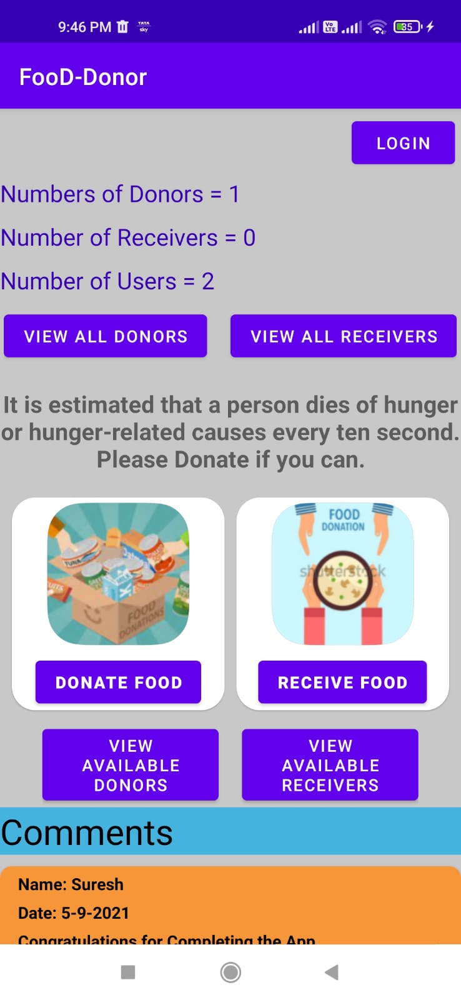 9:46 PM
TATA
sky
Vo
LTE
35
FooD-Donor
LOGIN
Numbers of Donors = 1
Number of Receivers = 0
Number of Users = 2
VIEW ALL DONORS
VIEW ALL RECEIVERS
It is estimated that a person dies of hunger
or hunger-related causes every ten second.
Please Donate if you can.
TUNA
MILK
FOOD
DONATIONS
FOOD
DONATION
shutterstock
DONATE FOOD
RECEIVE FOOD
VIEW
AVAILABLE
DONORS
VIEW
AVAILABLE
RECEIVERS
Comments
Name: Suresh
Date: 5-9-2021
Congratulations for Completing the App